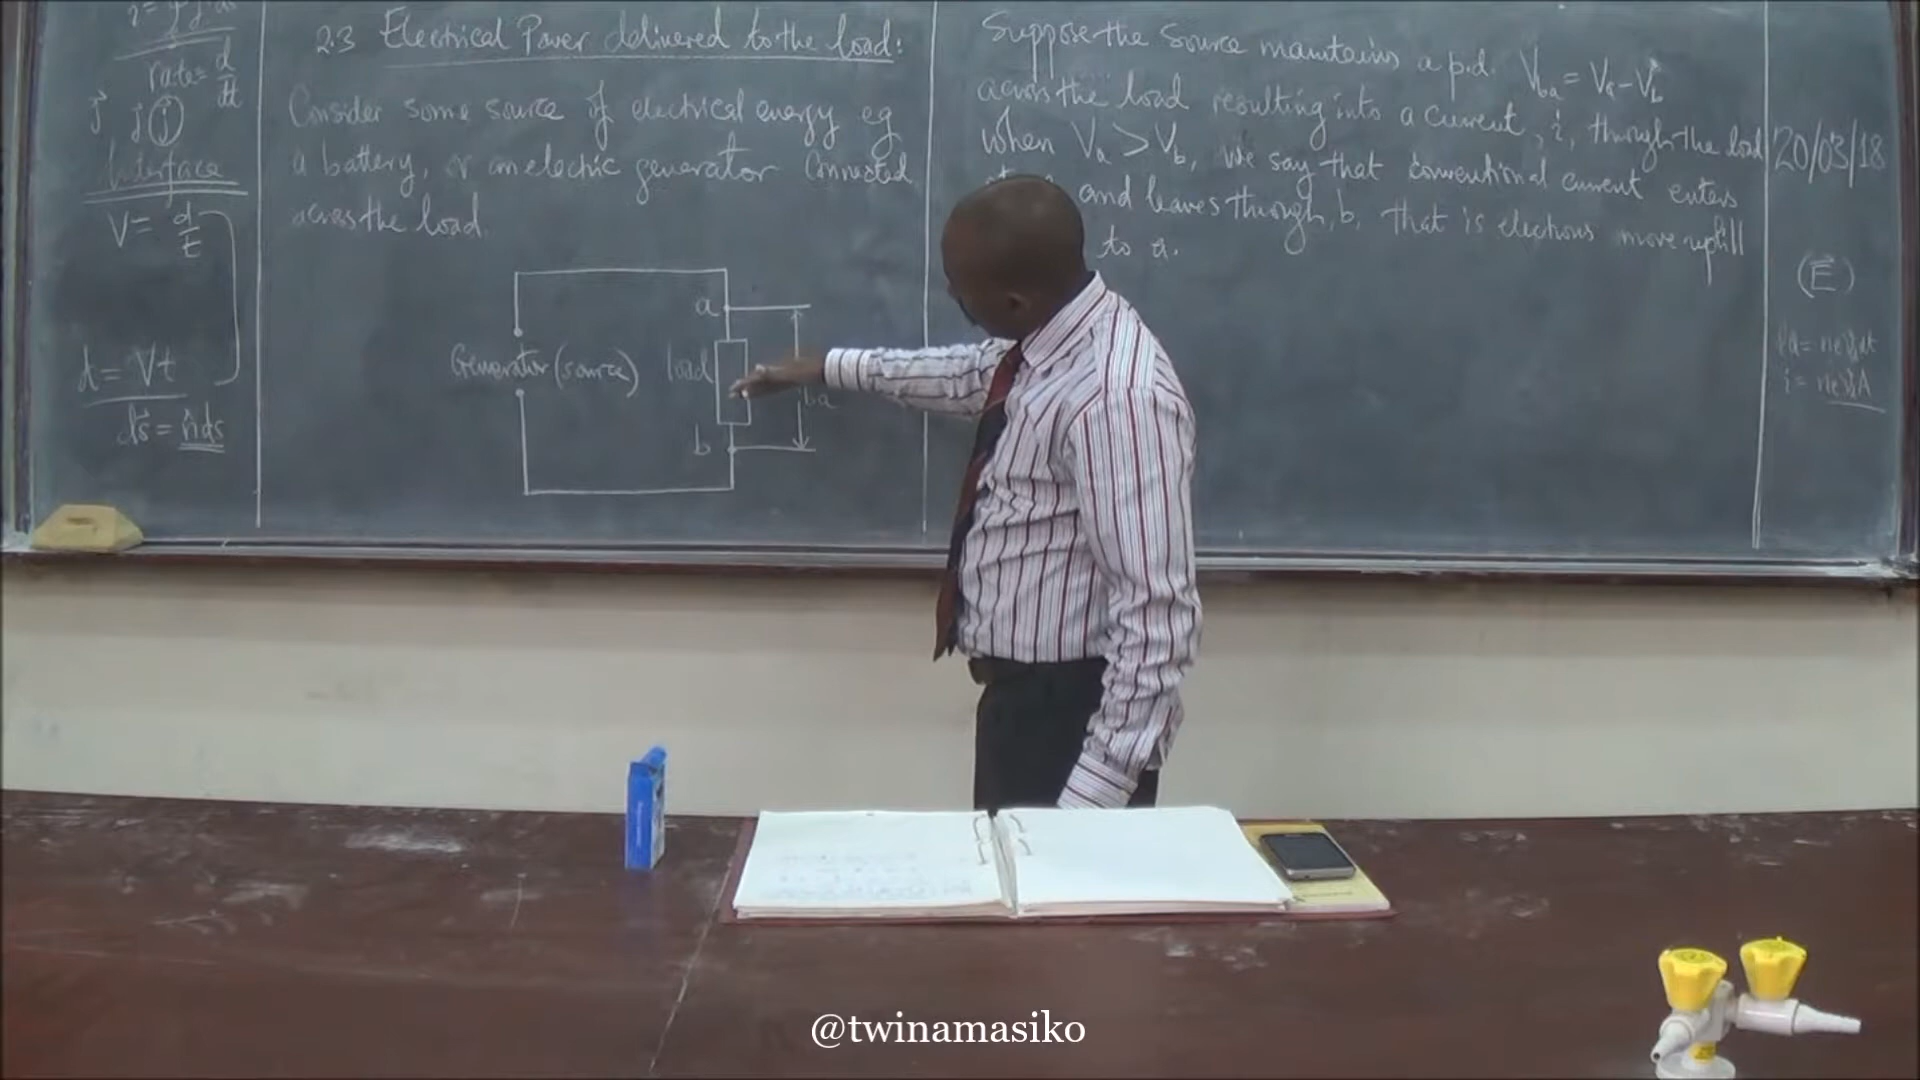 rate = d/dt
j j (j)
Interface
V = d/t
d = Vt
ds = n̂ds
2.3 Electrical Power delivered to the load:
Consider some source of electrical energy eg
a battery, or an electric generator Connected
across the load.
a
Generator (source) load
ba
b
Suppose the source maintains a p.d. Vba = Va - Vb
across the load resulting into a current, i, through the load
when Va > Vb, we say that conventional current enters
and leaves through, b, that is electrons move uphill
to a.
20/03/18
(E⃗)
@twinamasiko